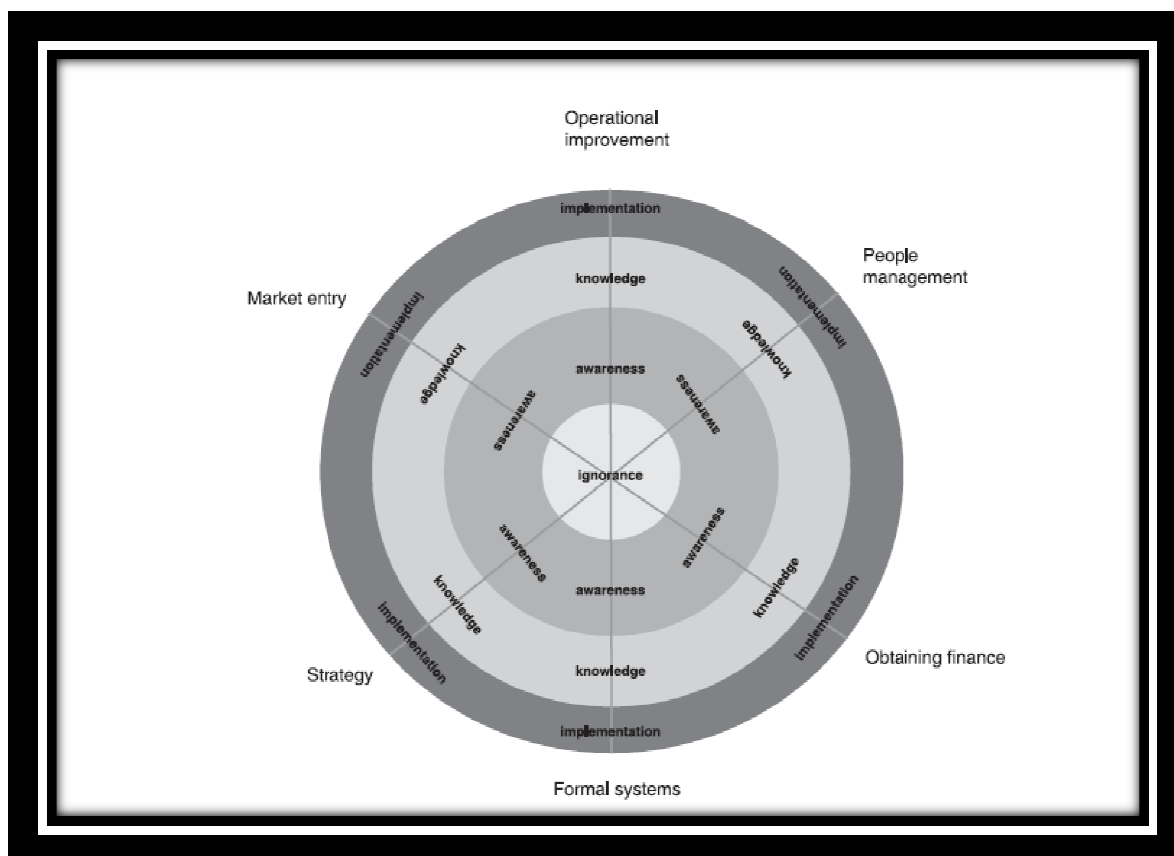 Operational
improvement
implementation
People
management
knowledge
implementation
Market entry
implementation
knowledge
knowledge
awareness
awareness
awareness
ignorance
awareness
awareness
awareness
knowledge
knowledge
implementation
implementation
Obtaining finance
Strategy
knowledge
implementation
Formal systems